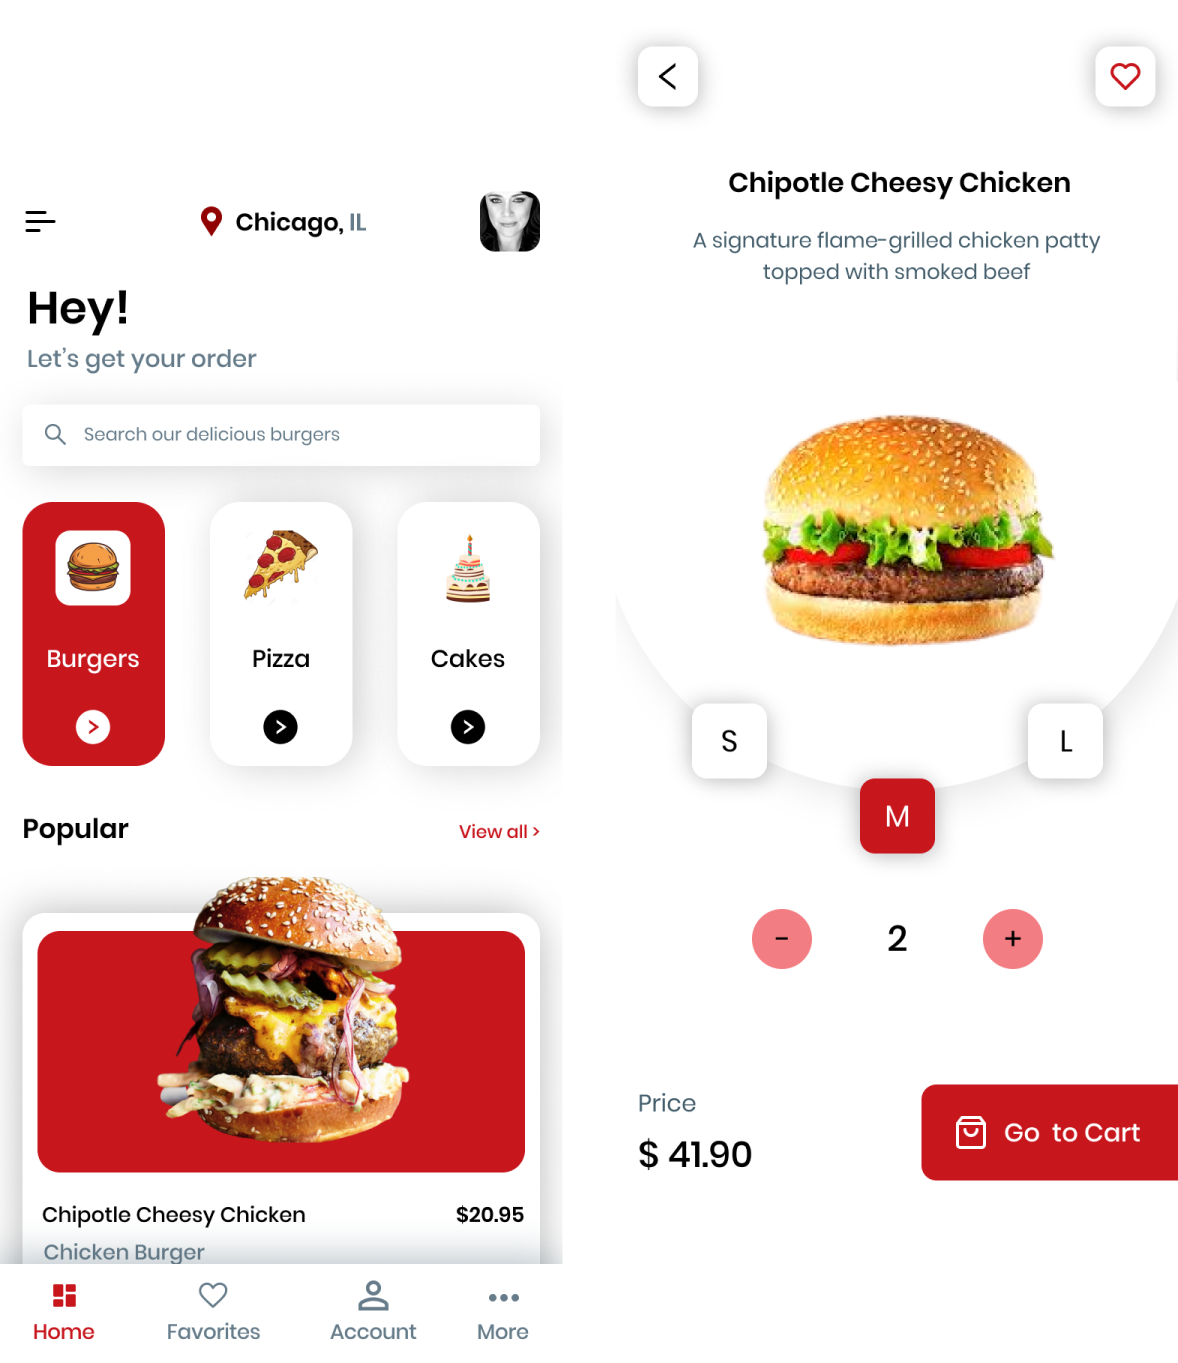 Chicago, IL
Hey!
Let's get your order
Search our delicious burgers
Burgers
Pizza
Cakes
Popular
View all >
Chipotle Cheesy Chicken
$20.95
Chicken Burger
Home
Favorites
Account
More
Chipotle Cheesy Chicken
A signature flame-grilled chicken patty
topped with smoked beef
S
M
L
- 2 +
Price
$ 41.90
Go to Cart